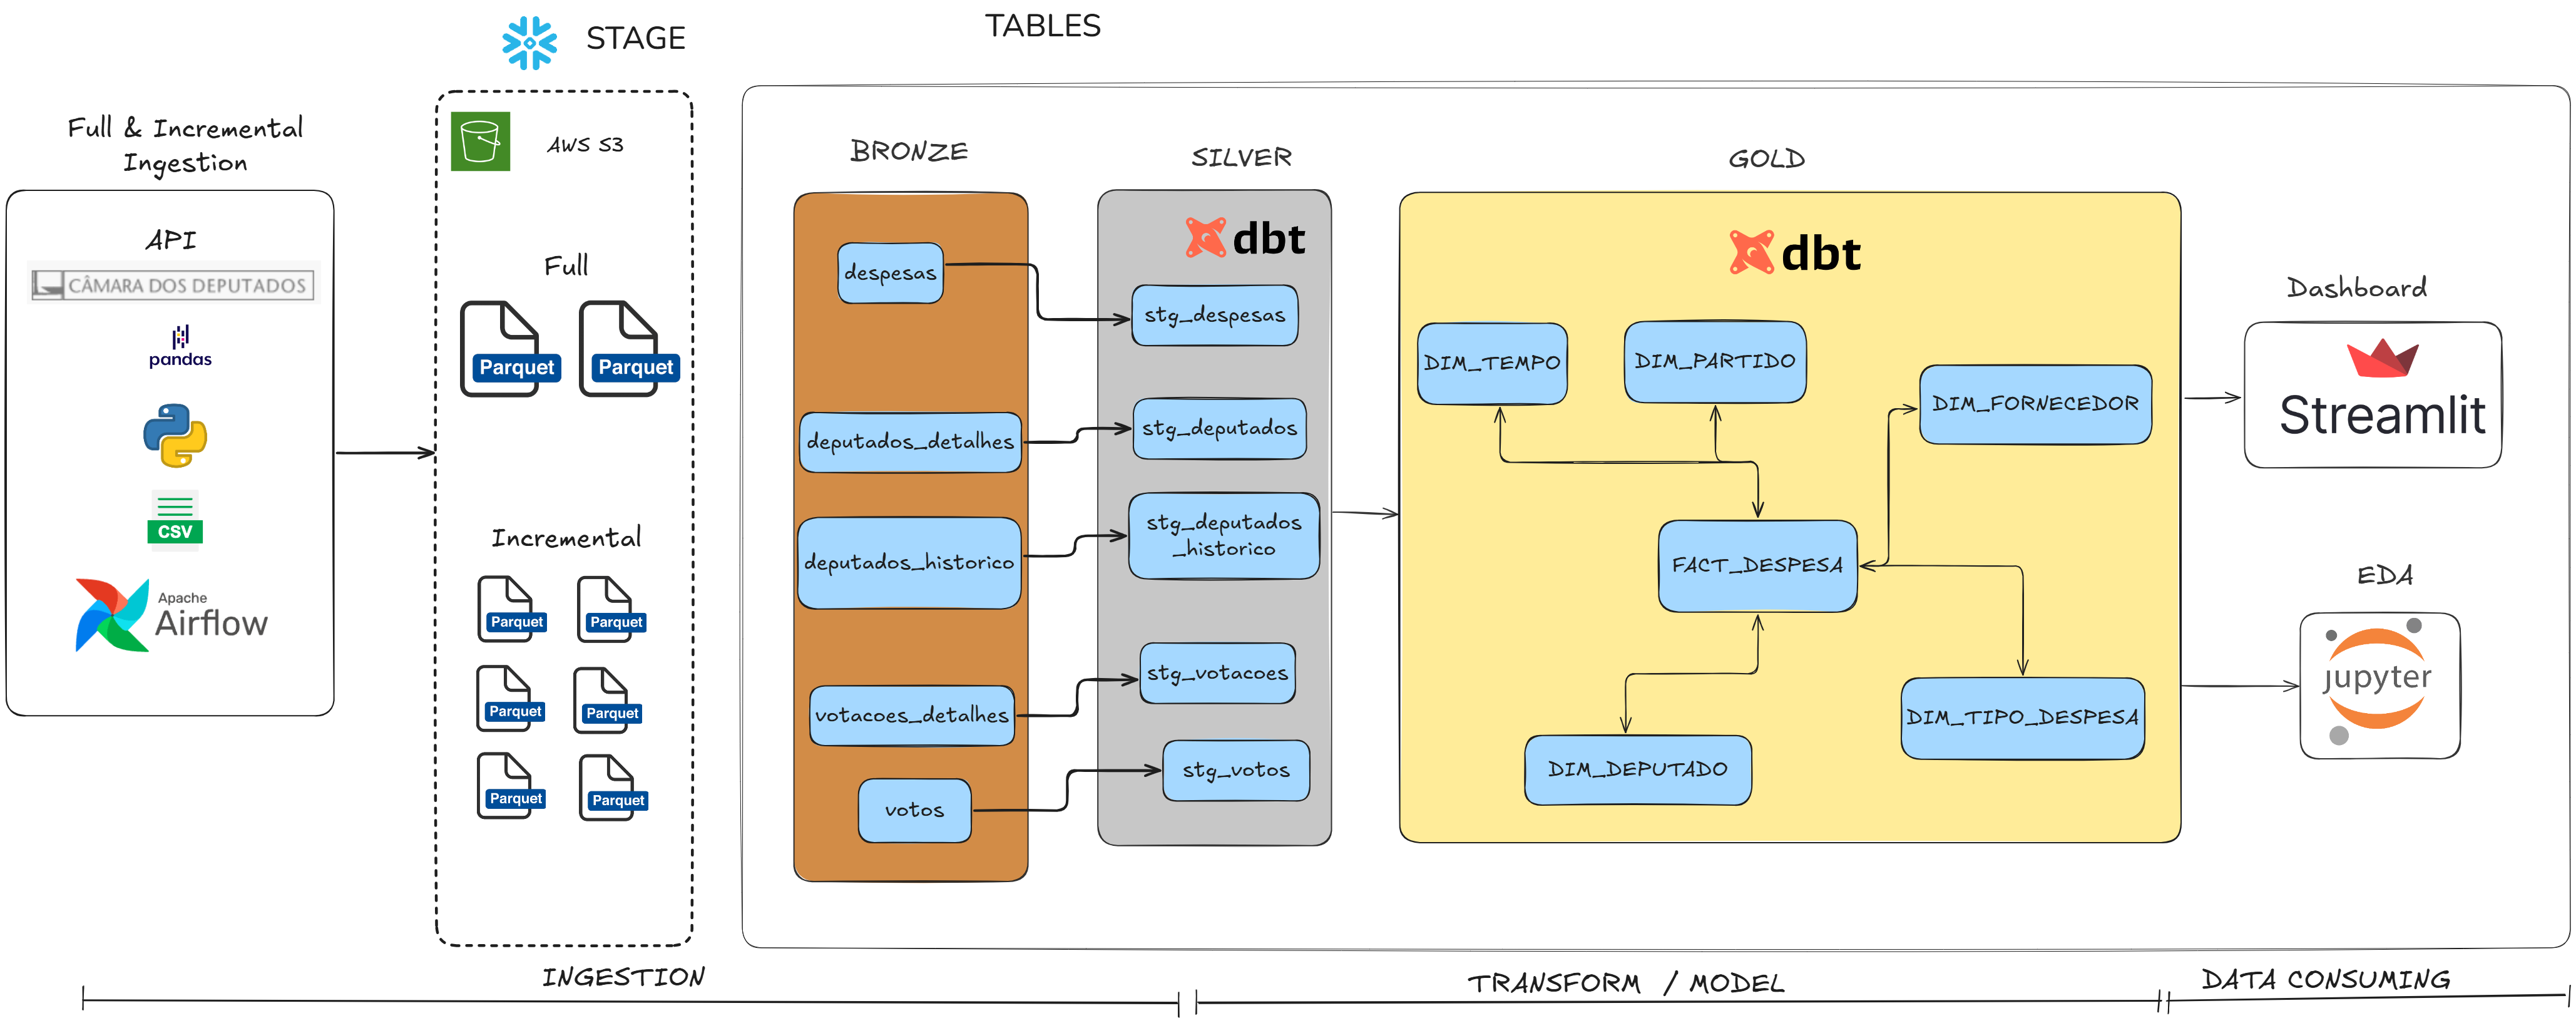 STAGE
TABLES
Full & Incremental
Ingestion
API
CÂMARA DOS DEPUTADOS
pandas
CSV
Apache
Airflow
AWS S3
Full
Parquet
Parquet
Incremental
Parquet
Parquet
Parquet
Parquet
Parquet
Parquet
BRONZE
despesas
deputados_detalhes
deputados_historico
votacoes_detalhes
votos
SILVER
dbt
stg_despesas
stg_deputados
stg_deputados
_historico
stg_votacoes
stg_votos
GOLD
dbt
DIM_TEMPO
DIM_PARTIDO
DIM_FORNECEDOR
FACT_DESPESA
DIM_DEPUTADO
DIM_TIPO_DESPESA
Dashboard
Streamlit
EDA
jupyter
INGESTION
TRANSFORM / MODEL
DATA CONSUMING